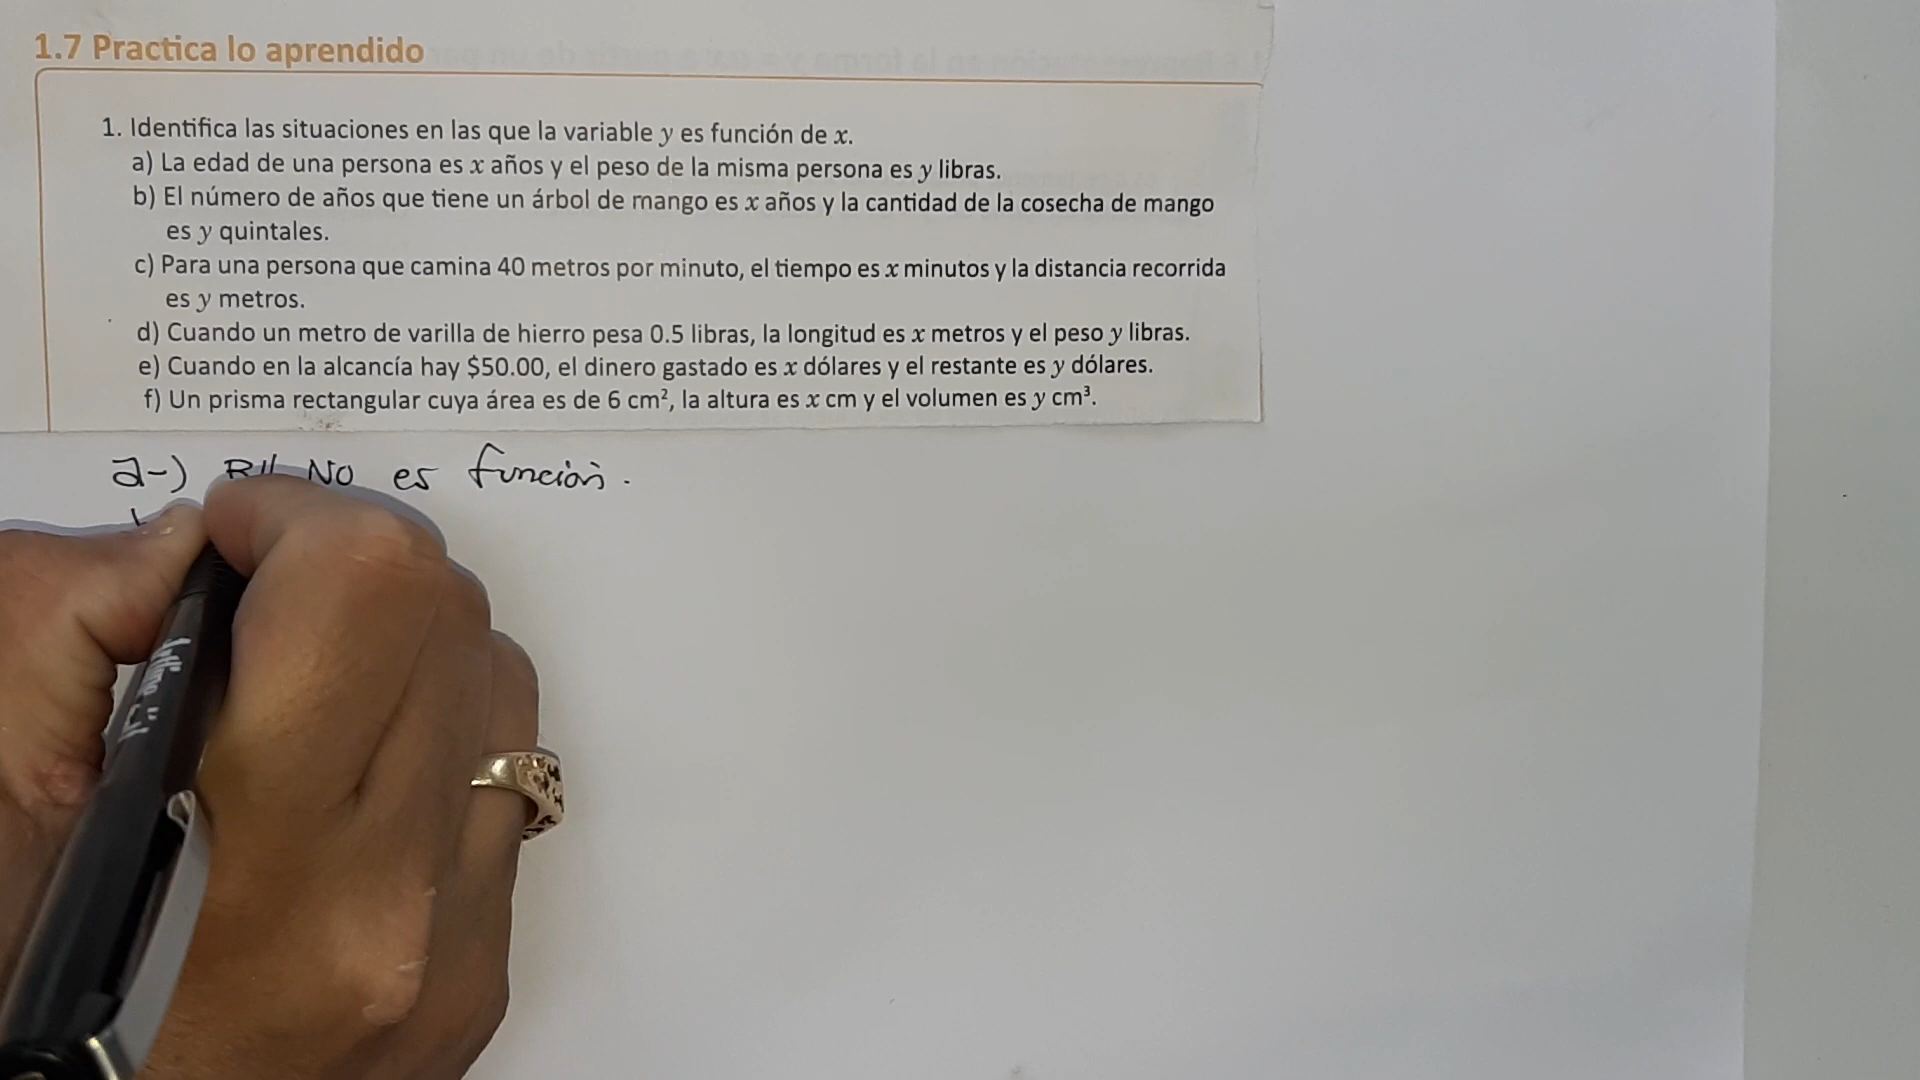 1.7 Practica lo aprendido
1. Identifica las situaciones en las que la variable y es función de x.
a) La edad de una persona es x años y el peso de la misma persona es y libras.
b) El número de años que tiene un árbol de mango es x años y la cantidad de la cosecha de mango
es y quintales.
c) Para una persona que camina 40 metros por minuto, el tiempo es x minutos y la distancia recorrida
es y metros.
d) Cuando un metro de varilla de hierro pesa 0.5 libras, la longitud es x metros y el peso y libras.
e) Cuando en la alcancía hay $50.00, el dinero gastado es x dólares y el restante es y dólares.
f) Un prisma rectangular cuya área es de 6 cm², la altura es x cm y el volumen es y cm³.
a-) R// NO es función.